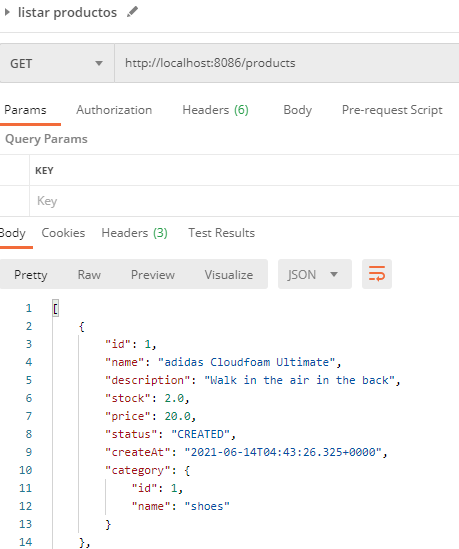 listar productos
GET http://localhost:8086/products
Params Authorization Headers (6) Body Pre-request Script
Query Params
KEY
Key
Body Cookies Headers (3) Test Results
Pretty Raw Preview Visualize JSON
1 [
2 {
3 "id": 1,
4 "name": "adidas Cloudfoam Ultimate",
5 "description": "Walk in the air in the back",
6 "stock": 2.0,
7 "price": 20.0,
8 "status": "CREATED",
9 "createAt": "2021-06-14T04:43:26.325+0000",
10 "category": {
11 "id": 1,
12 "name": "shoes"
13 }
14 },